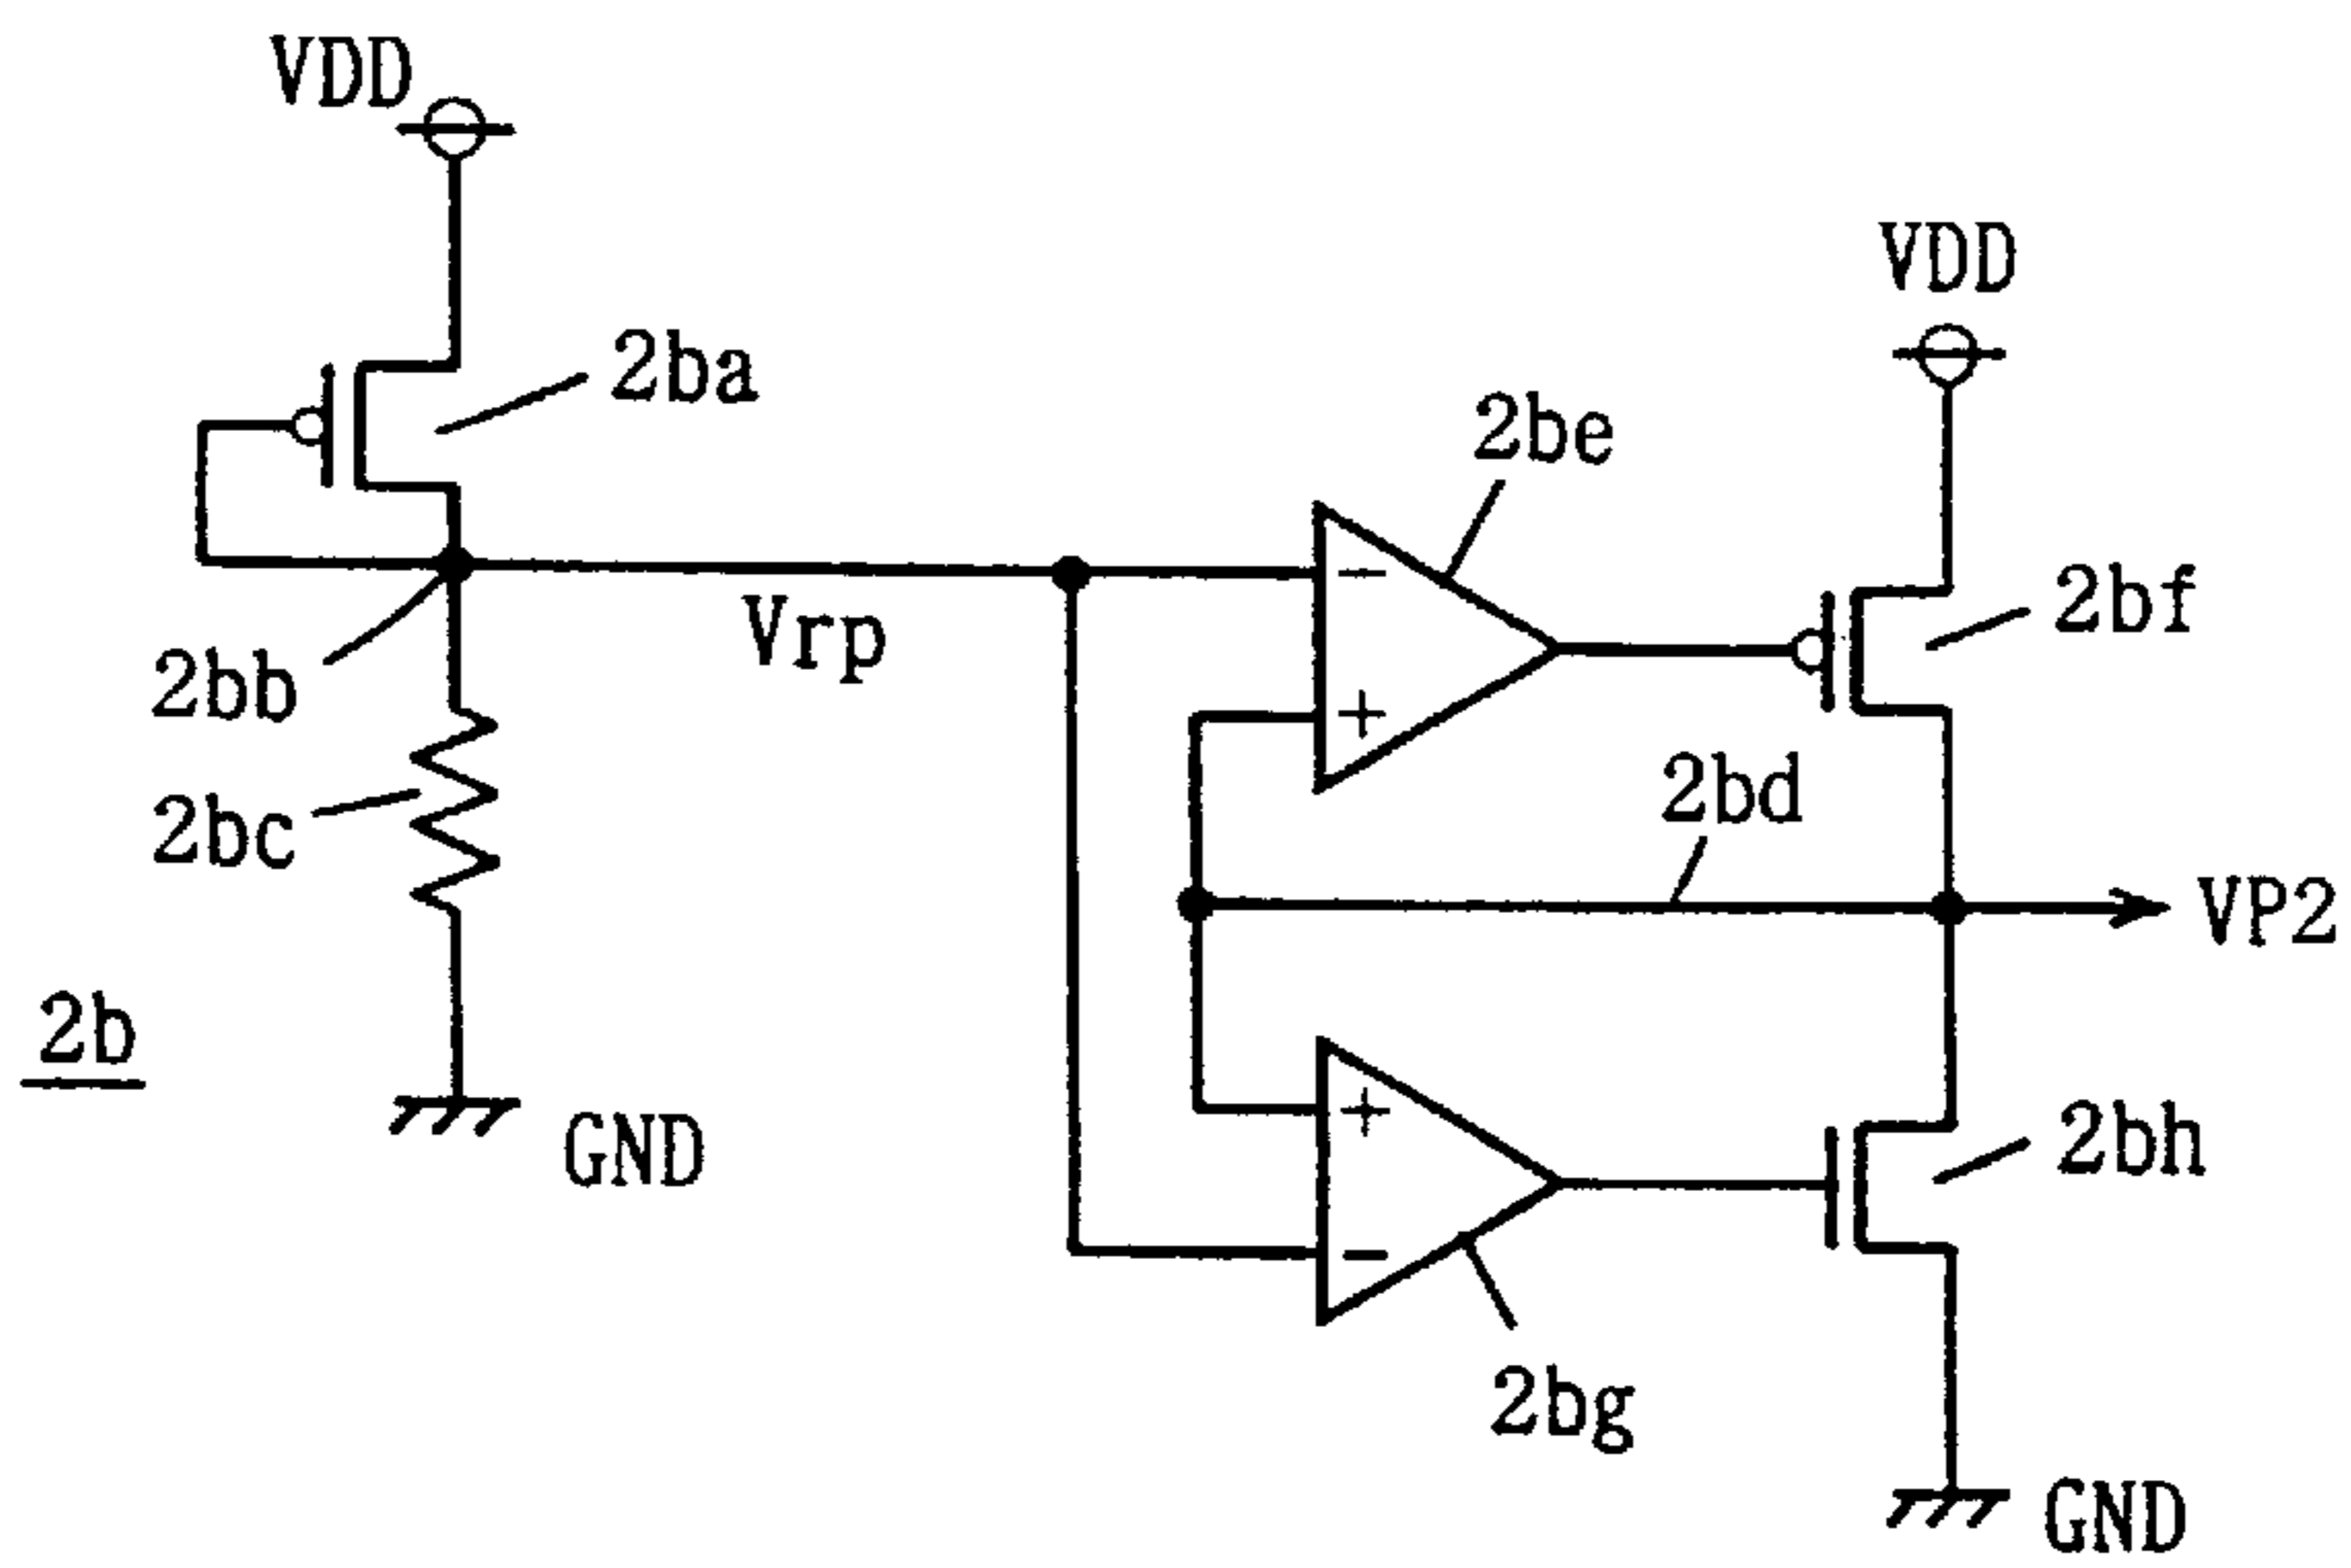 VDD
VDD
2ba
2be
2bf
Vrp
2bb
2bd
2bc
VP2
2b
GND
2bh
2bg
GND
-
+
+
-